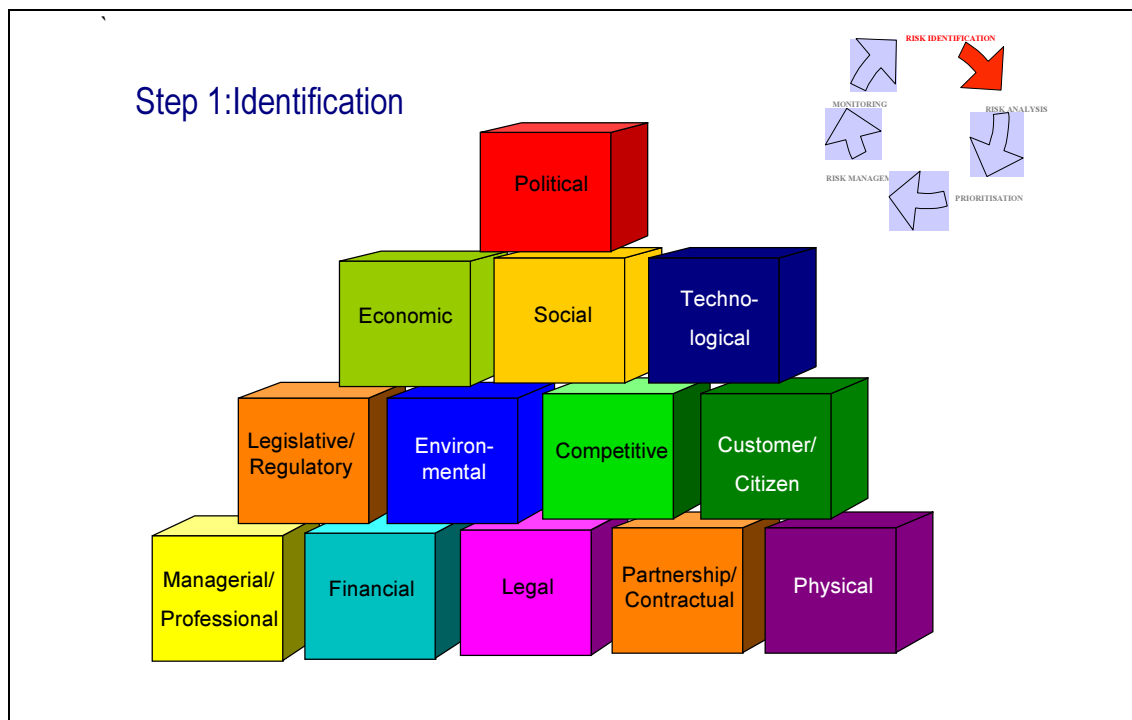 `
RISK IDENTIFICATION
Step 1:Identification
MONITORING
RISK ANALYSIS
RISK MANAGEM
PRIORITISATION
Political
Economic
Social
Techno-
logical
Legislative/
Regulatory
Environ-
mental
Competitive
Customer/
Citizen
Managerial/
Professional
Financial
Legal
Partnership/
Contractual
Physical